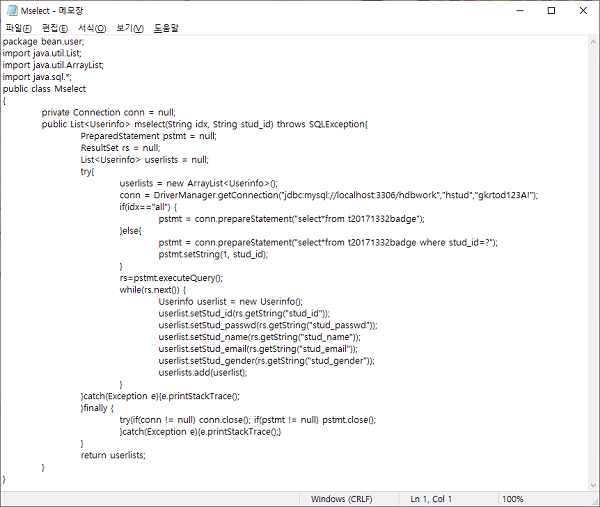 Mselect - 메모장
파일(F) 편집(E) 서식(O) 보기(V) 도움말
package bean.user;
import java.util.List;
import java.util.ArrayList;
import java.sql.*;
public class Mselect
{
private Connection conn = null;
public List<Userinfo> mselect(String idx, String stud_id) throws SQLException{
PreparedStatement pstmt = null;
ResultSet rs = null;
List<Userinfo> userlists = null;
try{
userlists = new ArrayList<Userinfo>();
conn = DriverManager.getConnection("jdbc:mysql://localhost:3306/hdbwork","hstud","gkrtod123A!");
if(idx=="all") {
pstmt = conn.prepareStatement("select*from t20171332badge");
}else{
pstmt = conn.prepareStatement("select*from t20171332badge where stud_id=?");
pstmt.setString(1, stud_id);
}
rs=pstmt.executeQuery();
while(rs.next()) {
Userinfo userlist = new Userinfo();
userlist.setStud_id(rs.getString("stud_id"));
userlist.setStud_passwd(rs.getString("stud_passwd"));
userlist.setStud_name(rs.getString("stud_name"));
userlist.setStud_email(rs.getString("stud_email"));
userlist.setStud_gender(rs.getString("stud_gender"));
userlists.add(userlist);
}
}catch(Exception e){e.printStackTrace();
}finally {
try{if(conn != null) conn.close(); if(pstmt != null) pstmt.close();
}catch(Exception e){e.printStackTrace();}
}
return userlists;
}
}
Windows (CRLF) Ln 1, Col 1 100%